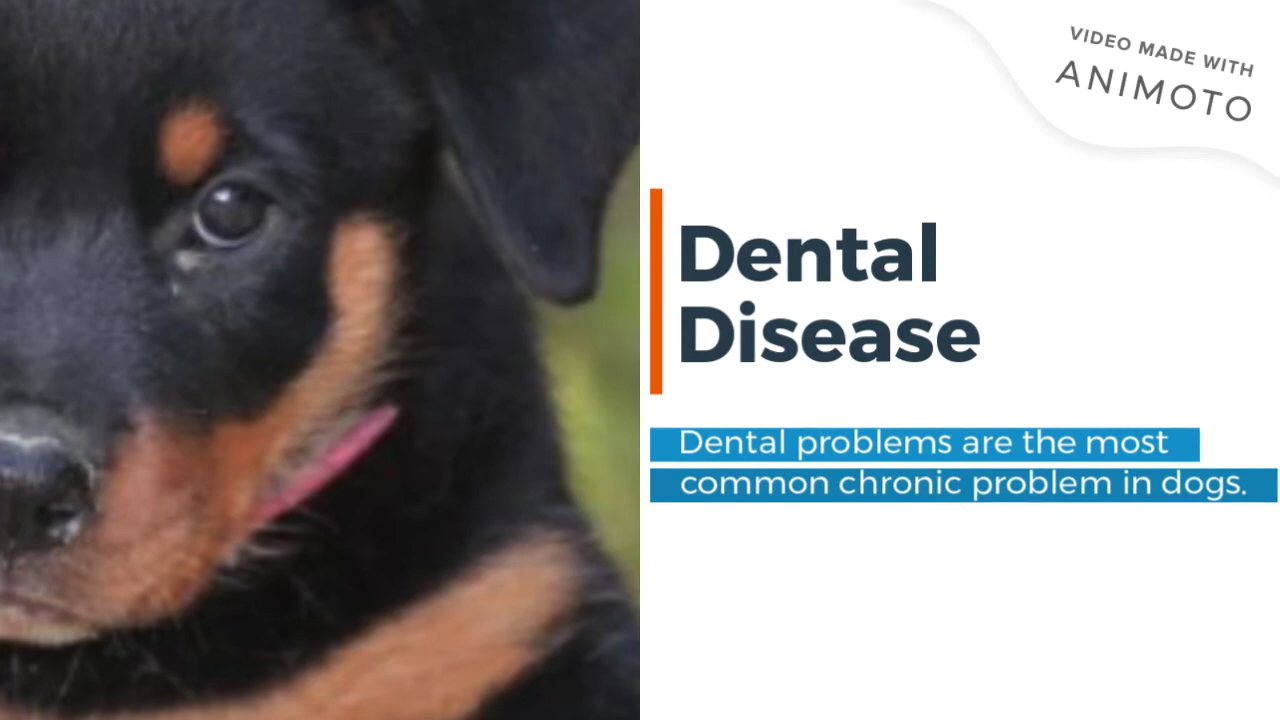 VIDEO MADE WITH
ANIMOTO
Dental
Disease
Dental problems are the most
common chronic problem in dogs.